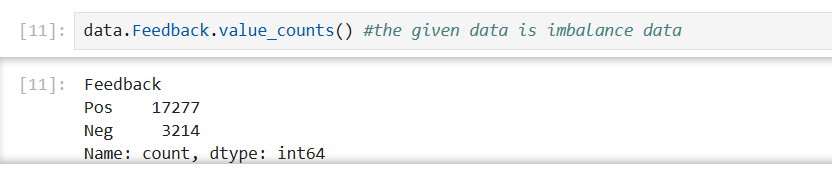 [11]: data.Feedback.value_counts() #the given data is imbalance data
[11]: Feedback
Pos    17277
Neg     3214
Name: count, dtype: int64